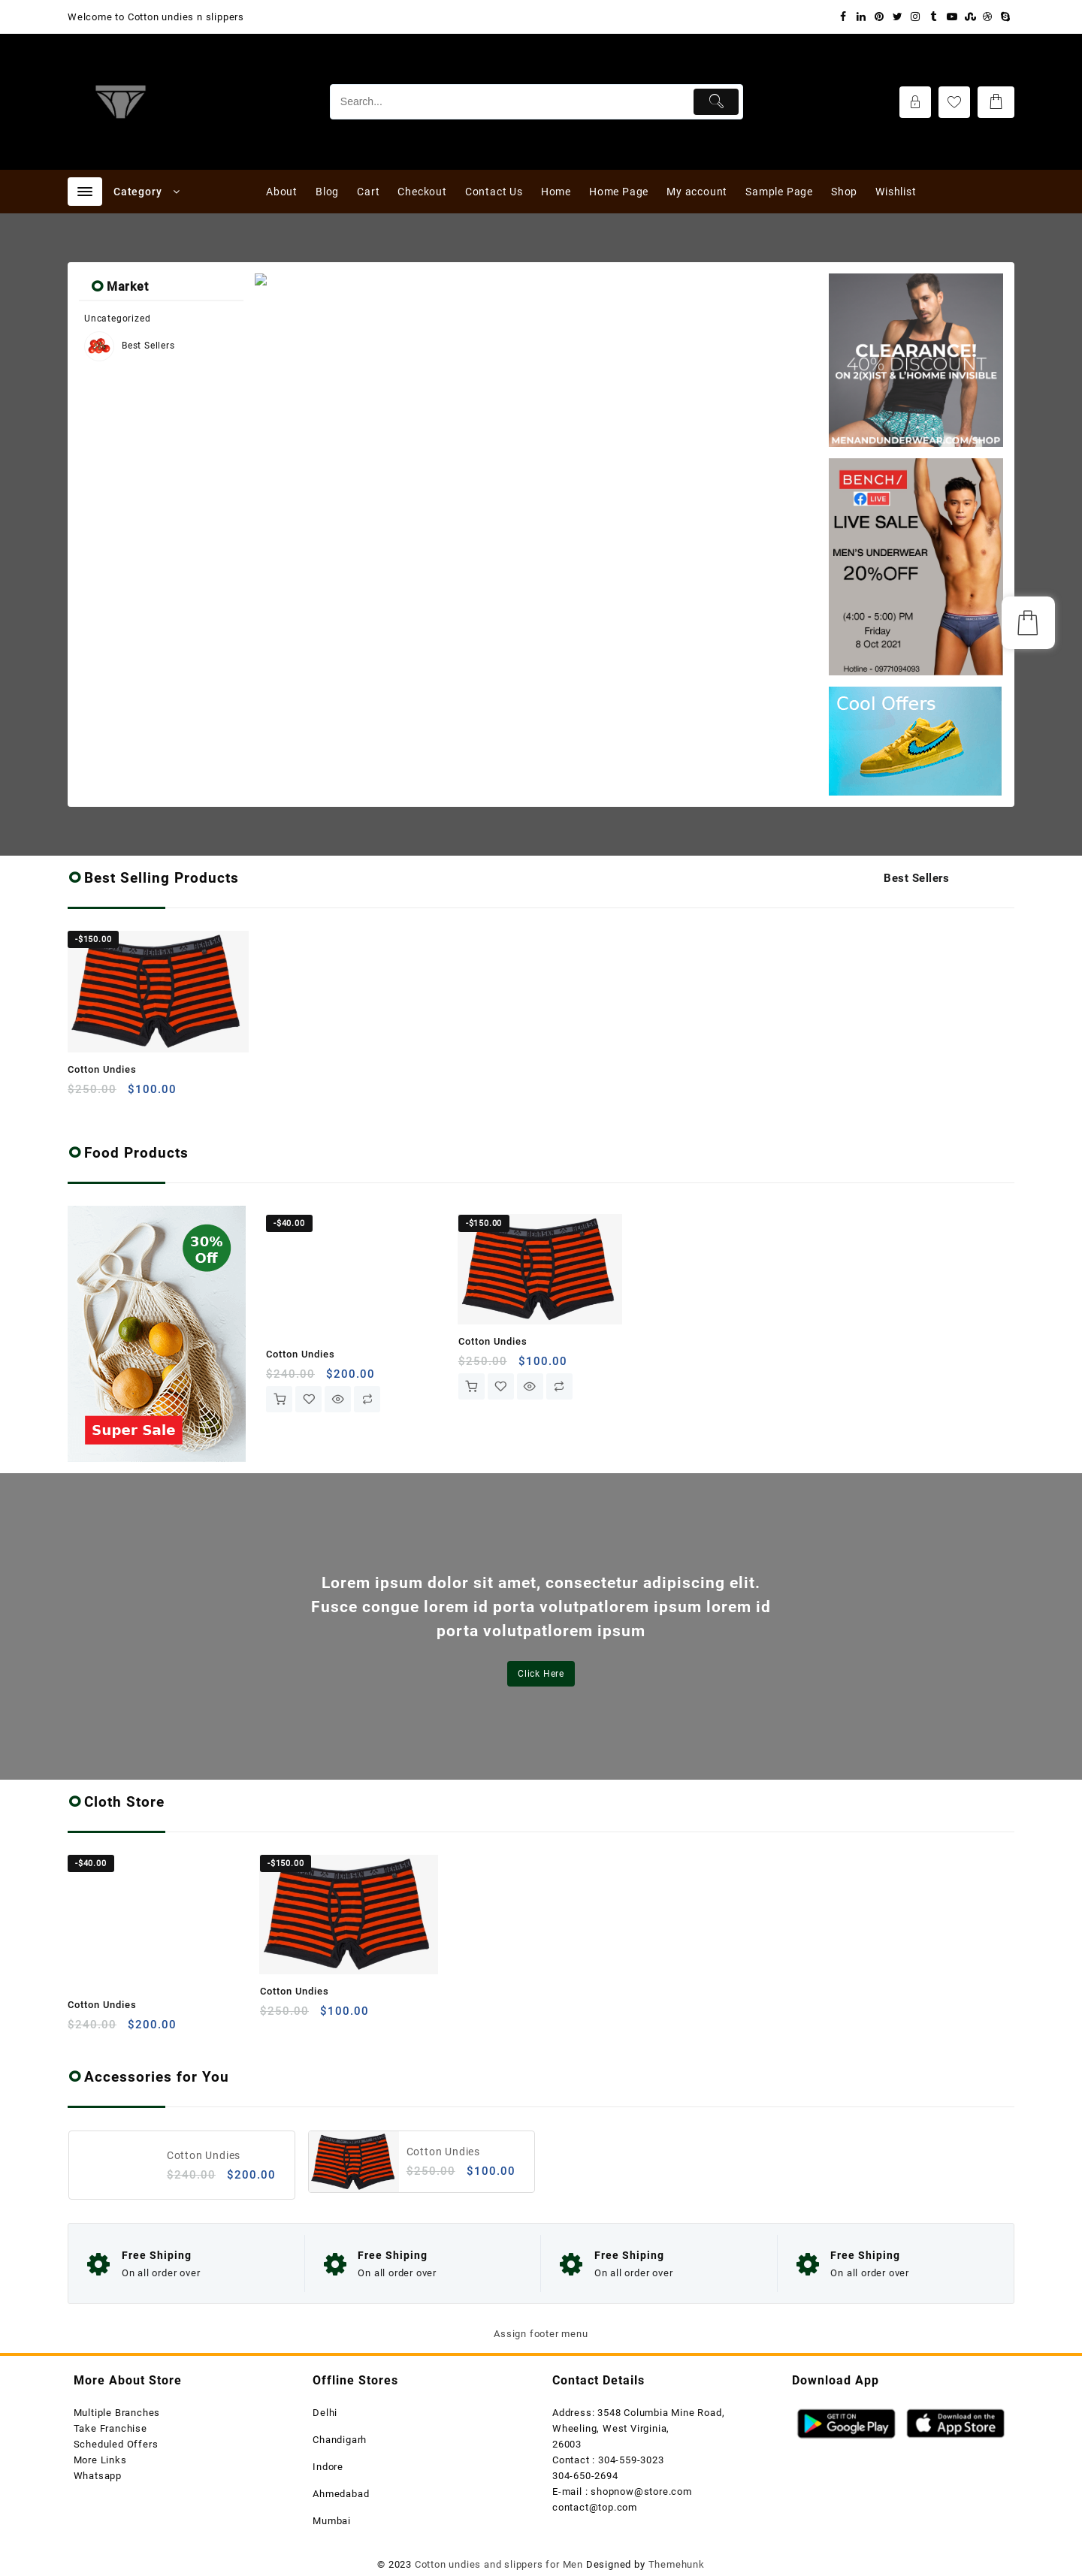 Welcome to Cotton undies n slippers
Search...
Category
About Blog Cart Checkout Contact Us Home Home Page My account Sample Page Shop Wishlist
Market
Uncategorized
Best Sellers
CLEARANCE!
40% DISCOUNT
ON 2(X)IST & L'HOMME INVISIBLE
MENANDUNDERWEAR.COM/SHOP
BENCH/
LIVE
LIVE SALE
MEN'S UNDERWEAR
20%OFF
(4:00 - 5:00) PM
Friday
8 Oct 2021
Hotline - 09771094093
Cool Offers
Best Selling Products
Best Sellers
-$150.00
Cotton Undies
$250.00 $100.00
Food Products
30%
Off
Super Sale
-$40.00
Cotton Undies
$240.00 $200.00
-$150.00
Cotton Undies
$250.00 $100.00
Lorem ipsum dolor sit amet, consectetur adipiscing elit.
Fusce congue lorem id porta volutpatlorem ipsum lorem id
porta volutpatlorem ipsum
Click Here
Cloth Store
-$40.00
Cotton Undies
$240.00 $200.00
-$150.00
Cotton Undies
$250.00 $100.00
Accessories for You
Cotton Undies
$240.00 $200.00
Cotton Undies
$250.00 $100.00
Free Shiping
On all order over
Free Shiping
On all order over
Free Shiping
On all order over
Free Shiping
On all order over
Assign footer menu
More About Store
Multiple Branches
Take Franchise
Scheduled Offers
More Links
Whatsapp
Offline Stores
Delhi
Chandigarh
Indore
Ahmedabad
Mumbai
Contact Details
Address: 3548 Columbia Mine Road,
Wheeling, West Virginia,
26003
Contact : 304-559-3023
304-650-2694
E-mail : shopnow@store.com
contact@top.com
Download App
GET IT ON
Google Play
Download on the
App Store
© 2023 Cotton undies and slippers for Men Designed by Themehunk